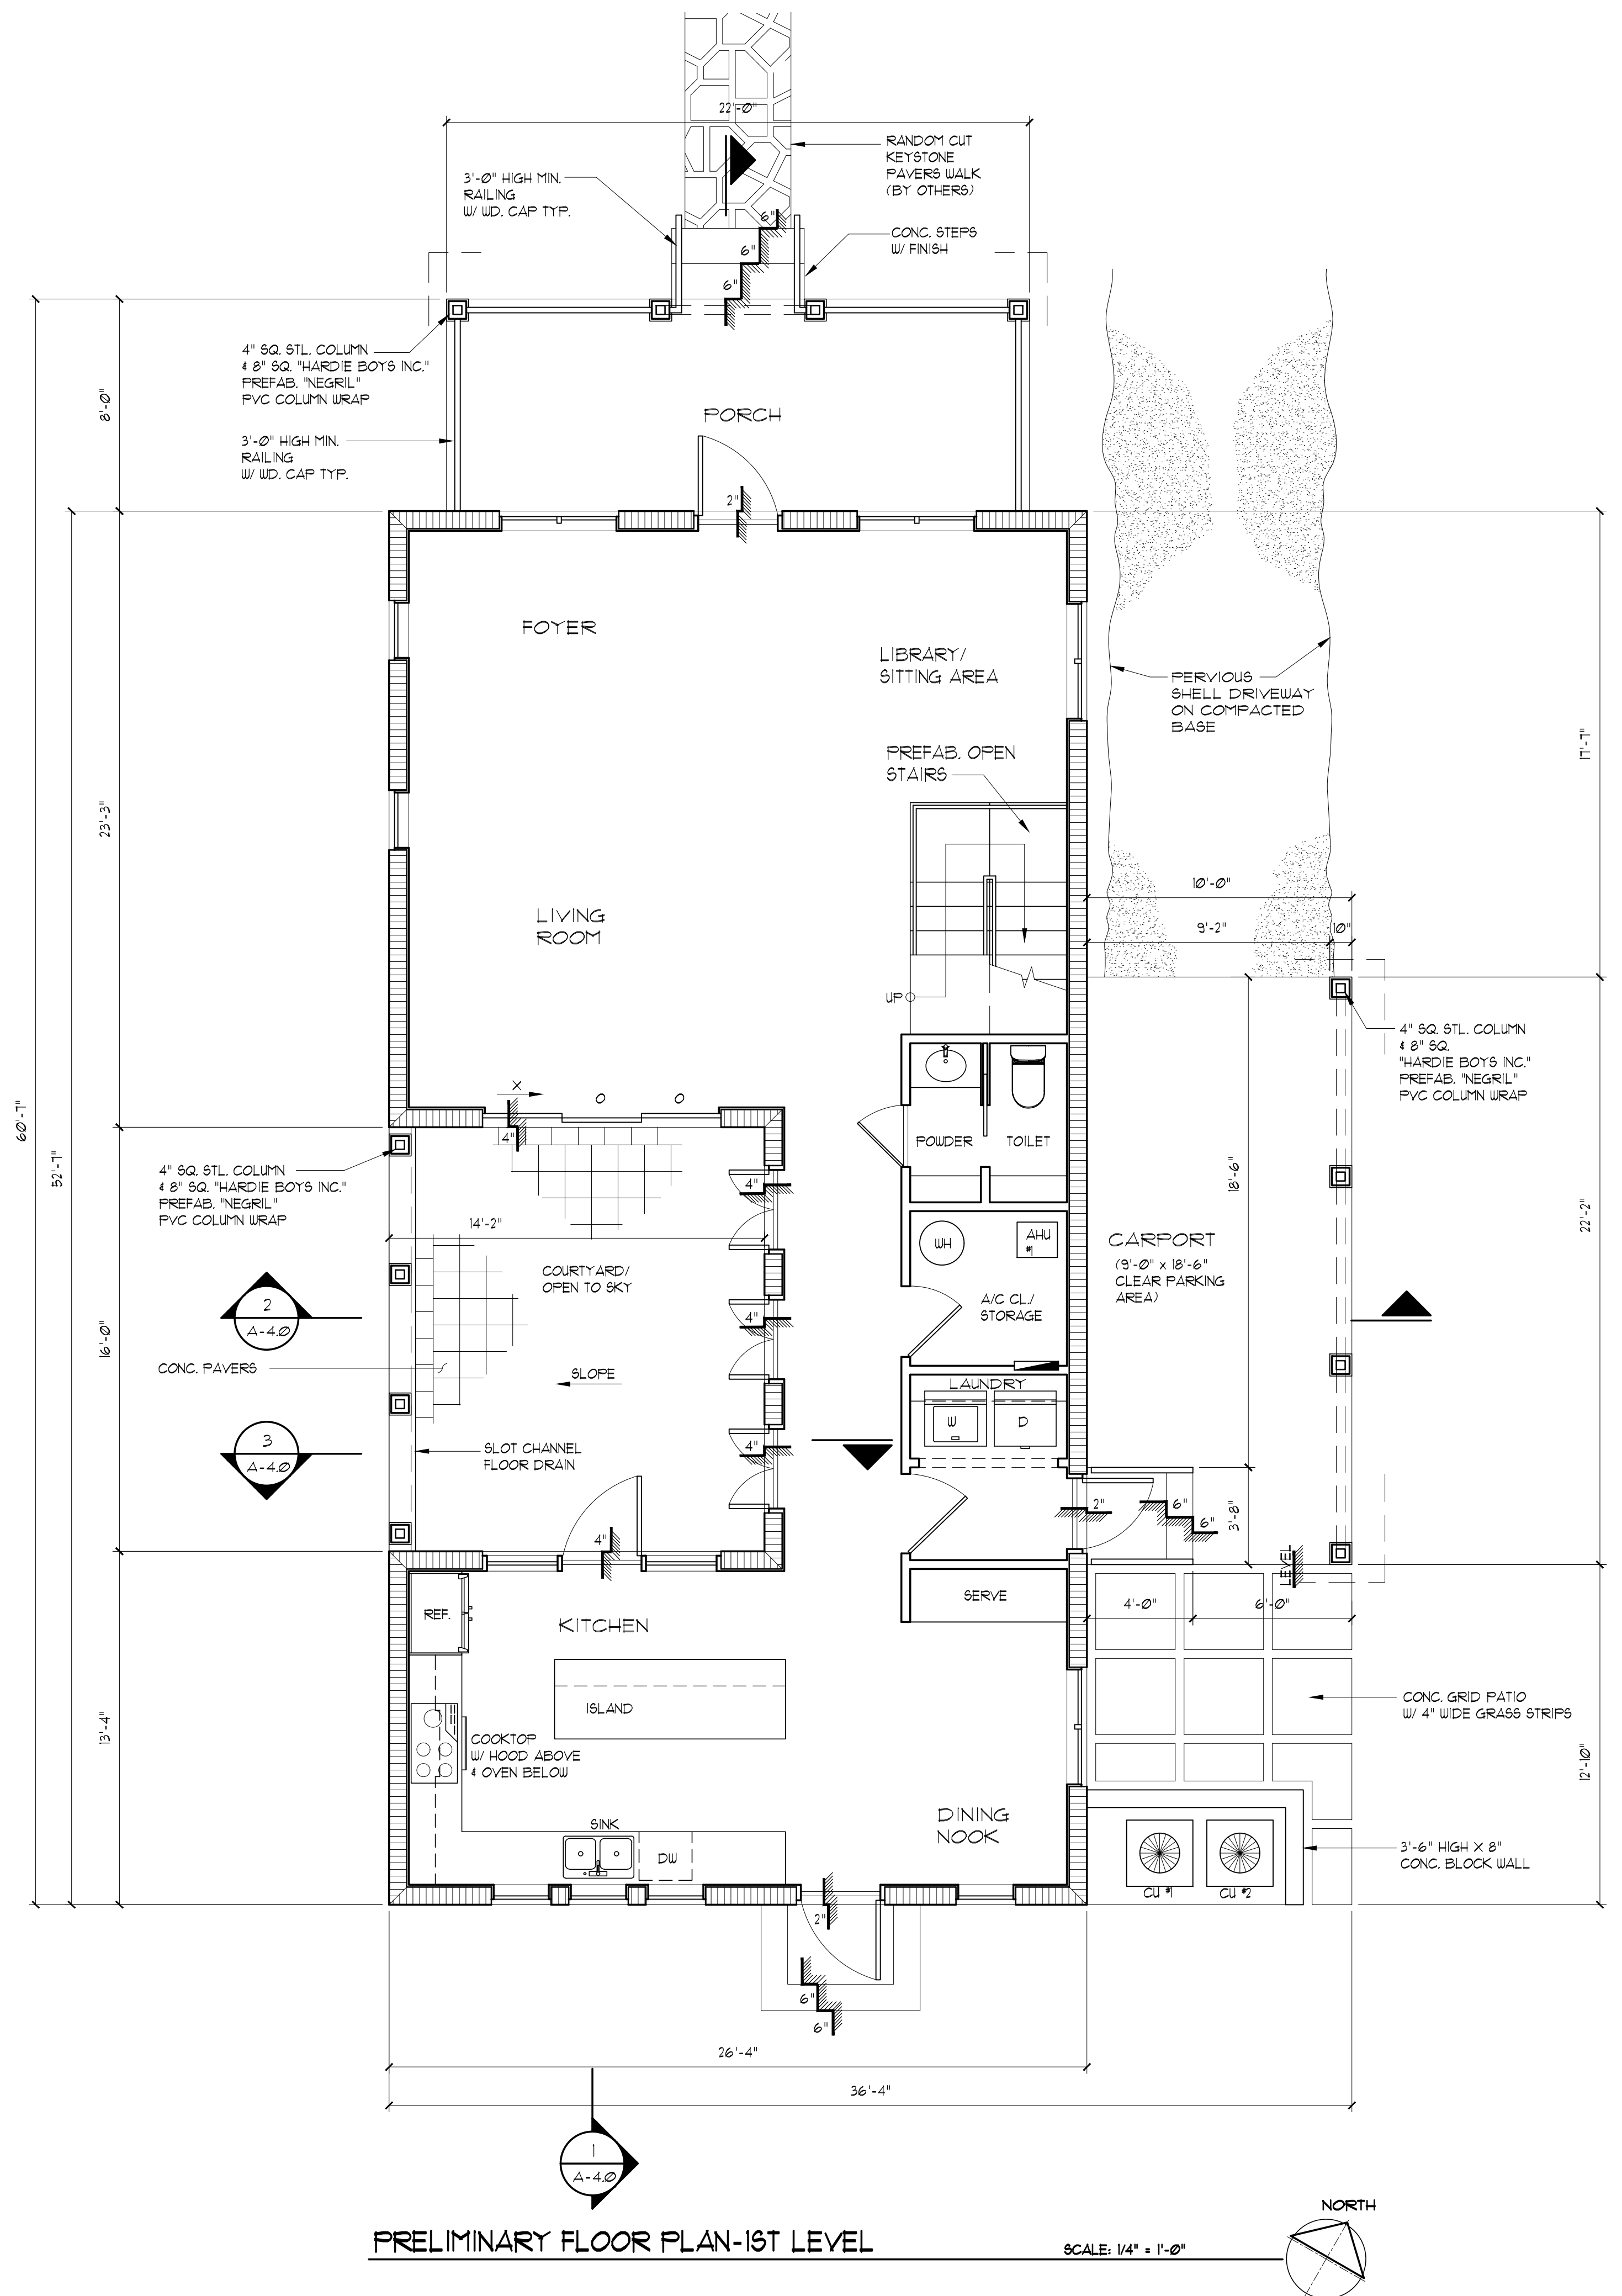 22'-0"
RANDOM CUT
KEYSTONE
PAVERS WALK
(BY OTHERS)
3'-0" HIGH MIN.
RAILING
W/ WD. CAP TYP.
6"
CONC. STEPS
W/ FINISH
6"
6"
4" SQ. STL. COLUMN
& 8" SQ. "HARDIE BOYS INC."
PREFAB. "NEGRIL"
PVC COLUMN WRAP
8'-0"
PORCH
3'-0" HIGH MIN.
RAILING
W/ WD. CAP TYP.
2"
FOYER
LIBRARY/
SITTING AREA
PERVIOUS
SHELL DRIVEWAY
ON COMPACTED
BASE
17'-7"
PREFAB. OPEN
STAIRS
23'-3"
10'-0"
9'-2"
10"
LIVING
ROOM
UP
4" SQ. STL. COLUMN
& 8" SQ.
"HARDIE BOYS INC."
PREFAB. "NEGRIL"
PVC COLUMN WRAP
60'-7"
52'-7"
X
O
O
4"
POWDER
TOILET
4" SQ. STL. COLUMN
& 8" SQ. "HARDIE BOYS INC."
PREFAB. "NEGRIL"
PVC COLUMN WRAP
4"
18'-6"
22'-2"
14'-2"
WH
AHU
#1
CARPORT
(9'-0" x 18'-6"
CLEAR PARKING
AREA)
COURTYARD/
OPEN TO SKY
2
A-4.0
A/C CL./
STORAGE
4"
16'-0"
CONC. PAVERS
SLOPE
LAUNDRY
W
D
3
A-4.0
SLOT CHANNEL
FLOOR DRAIN
4"
2"
6"
6"
3'-8"
4"
LEVEL
SERVE
4'-0"
6'-0"
REF.
KITCHEN
ISLAND
CONC. GRID PATIO
W/ 4" WIDE GRASS STRIPS
13'-4"
COOKTOP
W/ HOOD ABOVE
& OVEN BELOW
12'-10"
DINING
NOOK
SINK
DW
3'-6" HIGH X 8"
CONC. BLOCK WALL
CU #1
CU #2
2"
6"
6"
26'-4"
36'-4"
1
A-4.0
NORTH
PRELIMINARY FLOOR PLAN-1ST LEVEL
SCALE: 1/4" = 1'-0"